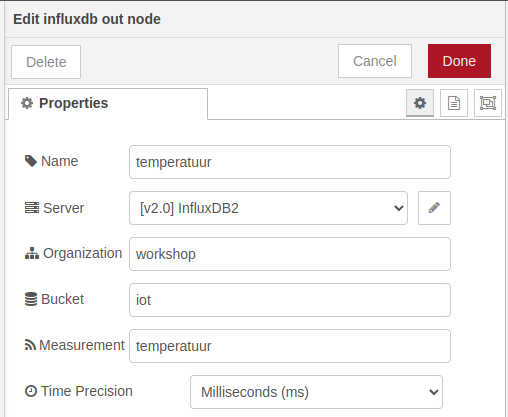 Edit influxdb out node
Delete
Cancel
Done
Properties
Name
temperatuur
Server
[v2.0] InfluxDB2
Organization
workshop
Bucket
iot
Measurement
temperatuur
Time Precision
Milliseconds (ms)